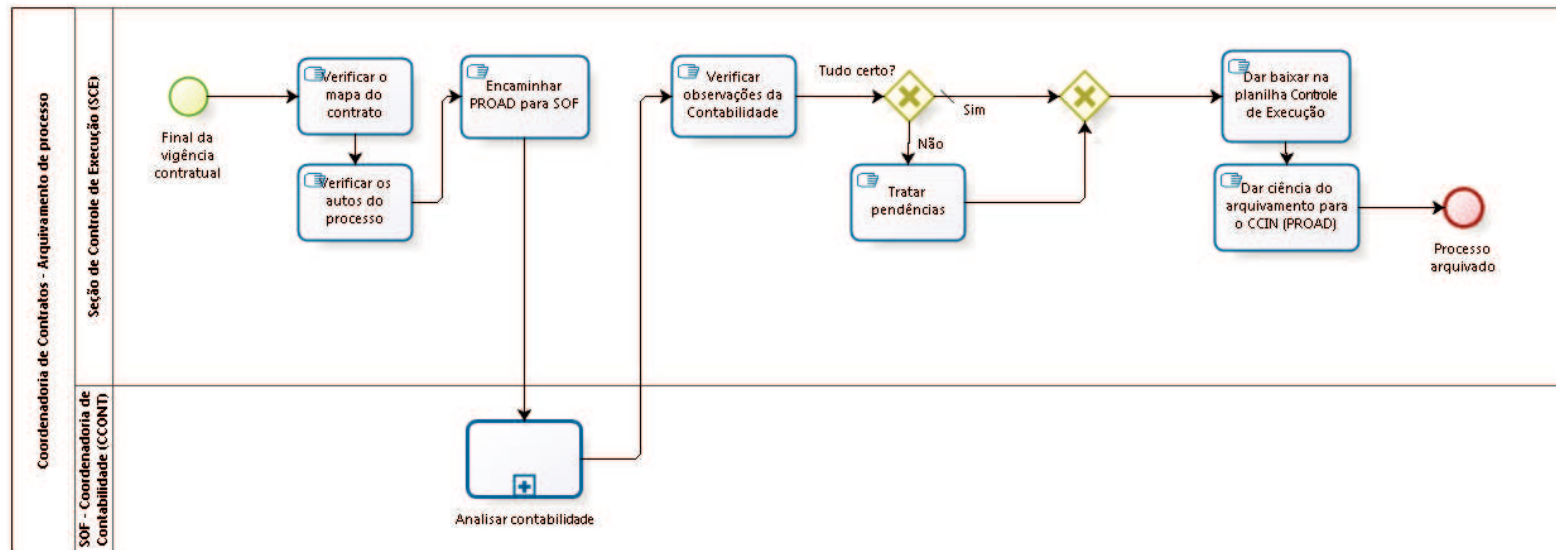 Coordenadoria de Contratos - Arquivamento de processo
Seção de Controle de Execução (SCE)
Final da
vigência
contratual
Verificar o
mapa do
contrato
Verificar os
autos do
processo
Encaminhar
PROAD para SOF
Verificar
observações da
Contabilidade
Tudo certo?
Sim
Não
Tratar
pendências
Dar baixar na
planilha Controle
de Execução
Dar ciência do
arquivamento para
o CCIN (PROAD)
Processo
arquivado
SOF - Coordenadoria de
Contabilidade (CCONT)
Analisar contabilidade